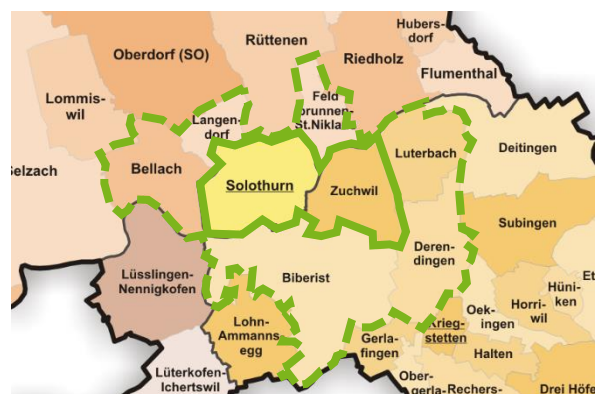 Hubers-
dorf
Oberdorf (SO)
Rüttenen
Riedholz
Flumenthal
Lommis-
wil
Langen-
dorf
Feld
brunnen-
St.Nikla
Luterbach
Deitingen
Selzach
Bellach
Solothurn
Zuchwil
Subingen
Deren-
dingen
Lüsslingen-
Nennigkofen
Biberist
Hüni-
ken
Et
Horri-
wil
Oek-
ingen
Lohn-
Ammanns
egg
Gerla-
fingen
Krieg-
stetten
Halten
Lüterkofen-
Ichertswil
Ober-
gerla-
Rechers-
Drei Höfe